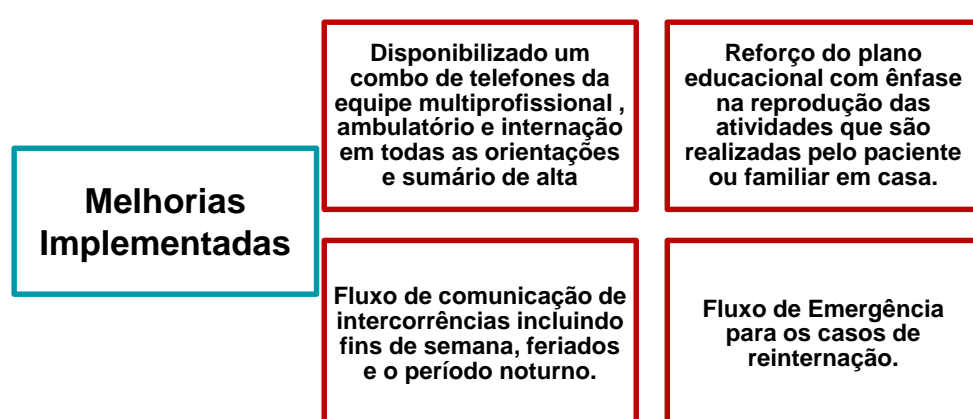 Melhorias
Implementadas
Disponibilizado um
combo de telefones da
equipe multiprofissional ,
ambulatório e internação
em todas as orientações
e sumário de alta
Reforço do plano
educacional com ênfase
na reprodução das
atividades que são
realizadas pelo paciente
ou familiar em casa.
Fluxo de comunicação de
intercorrências incluindo
fins de semana, feriados
e o período noturno.
Fluxo de Emergência
para os casos de
reinternação.